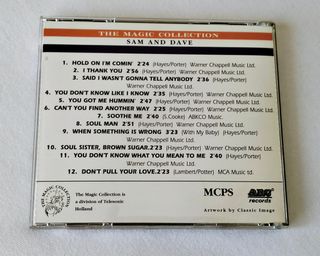 THE MAGIC COLLECTION
SAM AND DAVE
1. HOLD ON I'M COMIN' 2'24 (Hayes/Porter) Warner Chappell Music Ltd.
2. I THANK YOU 2'56 (Hayes/Porter) Warner Chappell Music Ltd.
3. SAID I WASN'T GONNA TELL ANYBODY 2'36 (Hayes/Porter) Warner Chappell Music Ltd.
4. YOU DON'T KNOW LIKE I KNOW 2'35 (Hayes/Porter) Warner Chappell Music Ltd.
5. YOU GOT ME HUMMIN' 2'47 (Hayes/Porter) Warner Chappell Music Ltd.
6. CAN'T YOU FIND ANOTHER WAY 2'25 (Hayes/Porter) Warner Chappell Music Ltd.
7. SOOTHE ME 2'40 (S.Cooke) ABKCO Music
8. SOUL MAN 2'51 (Hayes/Porter) Warner Chappell Music Ltd.
9. WHEN SOMETHING IS WRONG 3'23 (With My Baby) (Hayes/Porter) Warner Chappell Music Ltd.
10. SOUL SISTER, BROWN SUGAR 2'23 (Hayes/Porter) Warner Chappell Music Ltd.
11. YOU DON'T KNOW WHAT YOU MEAN TO ME 2'40 (Hayes/Porter) Warner Chappell Music Ltd.
12. DON'T PULL YOUR LOVE 2'23 (Lambert/Potter) MCA Music Ltd.
THE MAGIC COLLECTION
The Magic Collection is
a division of Telesonic
Holland
MCPS
ARC
records
Artwork by Classic Image